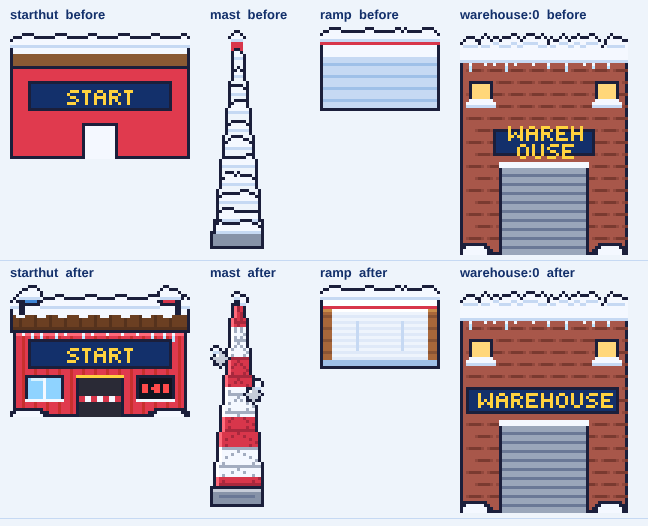 starthut before
mast before
ramp before
warehouse:0 before
START
WAREH
OUSE
starthut after
mast after
ramp after
warehouse:0 after
START
WAREHOUSE